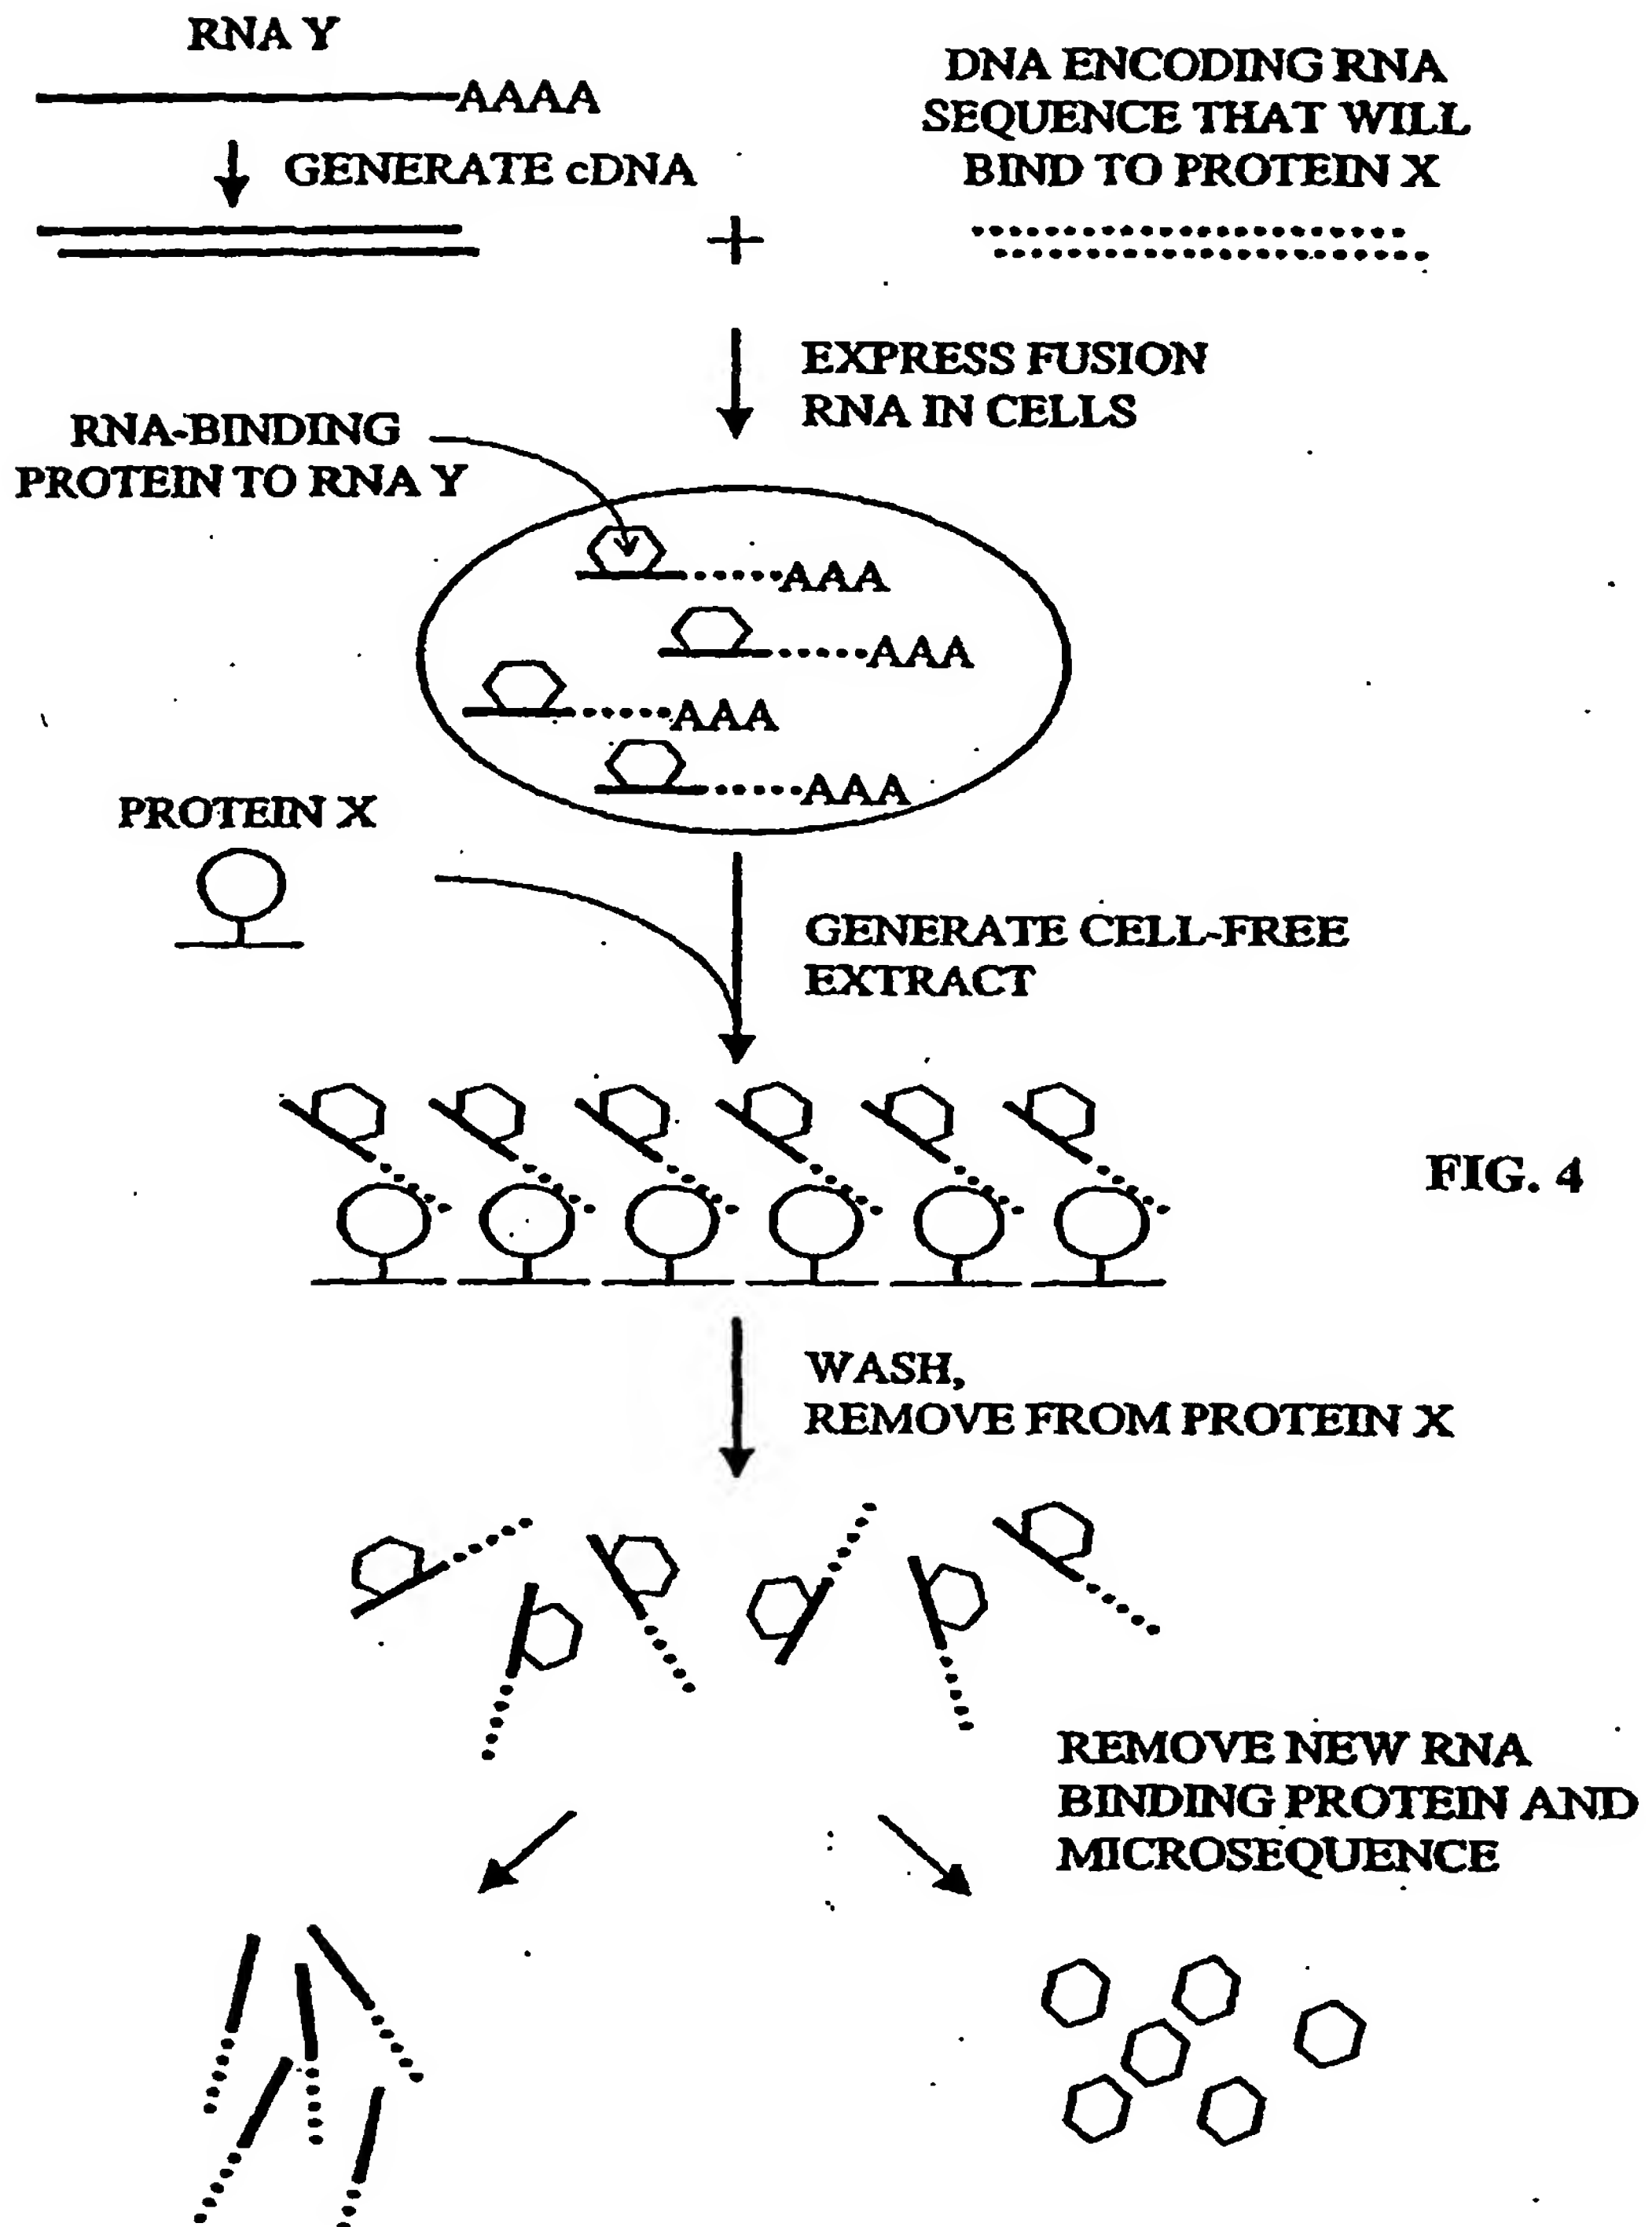 RNA Y
AAAA
GENERATE cDNA
+
DNA ENCODING RNA
SEQUENCE THAT WILL
BIND TO PROTEIN X
EXPRESS FUSION
RNA IN CELLS
RNA-BINDING
PROTEIN TO RNA Y
AAA
AAA
AAA
AAA
PROTEIN X
GENERATE CELL-FREE
EXTRACT
FIG. 4
WASH,
REMOVE FROM PROTEIN X
REMOVE NEW RNA
BINDING PROTEIN AND
MICROSEQUENCE